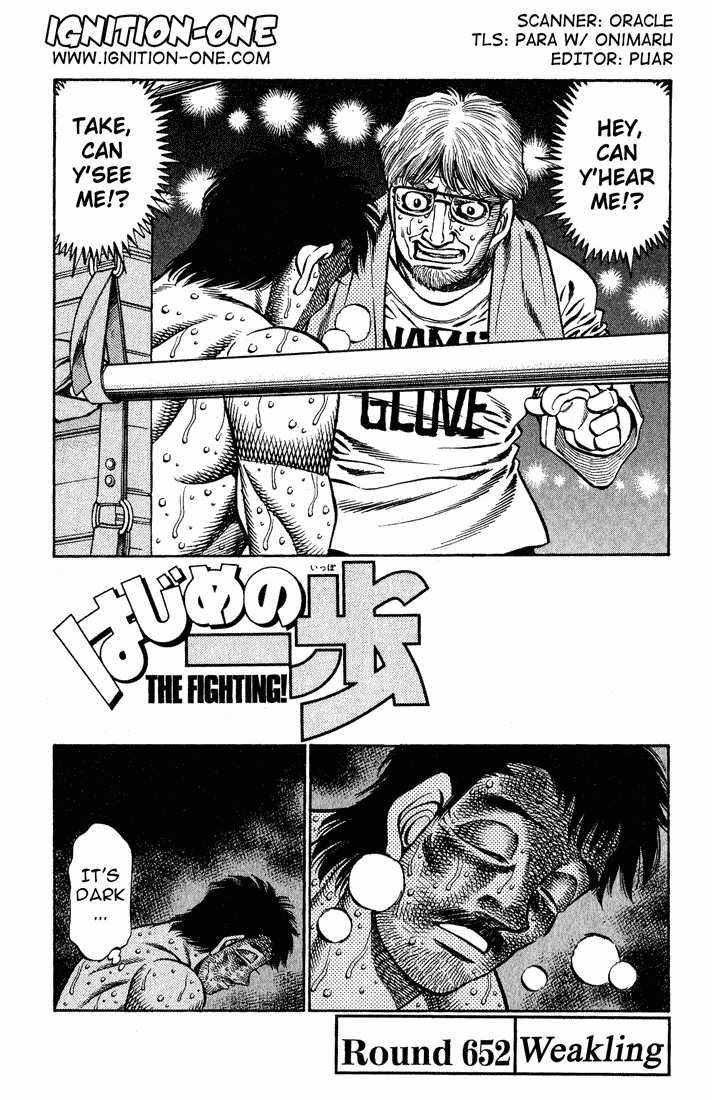 IGNITION-ONE
WWW.IGNITION-ONE.COM
SCANNER: ORACLE
TLS: PARA W/ ONIMARU
EDITOR: PUAR
HEY,
CAN
Y'HEAR
ME!?
TAKE,
CAN
Y'SEE
ME!?
GLOVE
はじめの一歩
いっぽ
THE FIGHTING!
IT'S
DARK
...
Round 652
Weakling